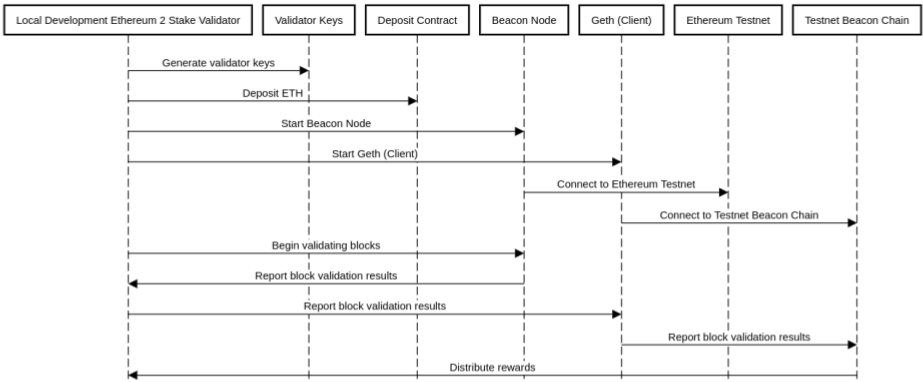 Local Development Ethereum 2 Stake Validator
Validator Keys
Deposit Contract
Beacon Node
Geth (Client)
Ethereum Testnet
Testnet Beacon Chain
Generate validator keys
Deposit ETH
Start Beacon Node
Start Geth (Client)
Connect to Ethereum Testnet
Connect to Testnet Beacon Chain
Begin validating blocks
Report block validation results
Report block validation results
Report block validation results
Distribute rewards